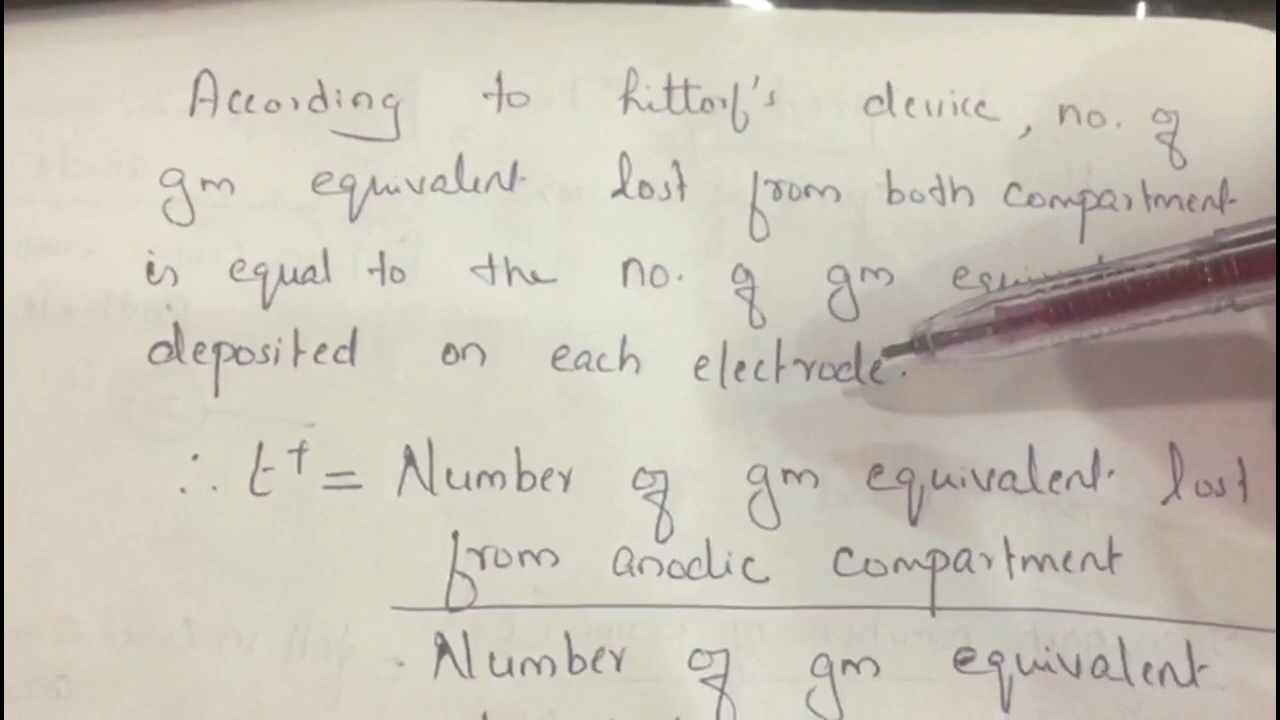 According to hittorf's device, no. of
gm equivalent lost from both compartment
is equal to the no. of gm
deposited on each electrode.
∴ t⁺ = Number of gm equivalent lost
from anodic compartment
Number of gm equivalent